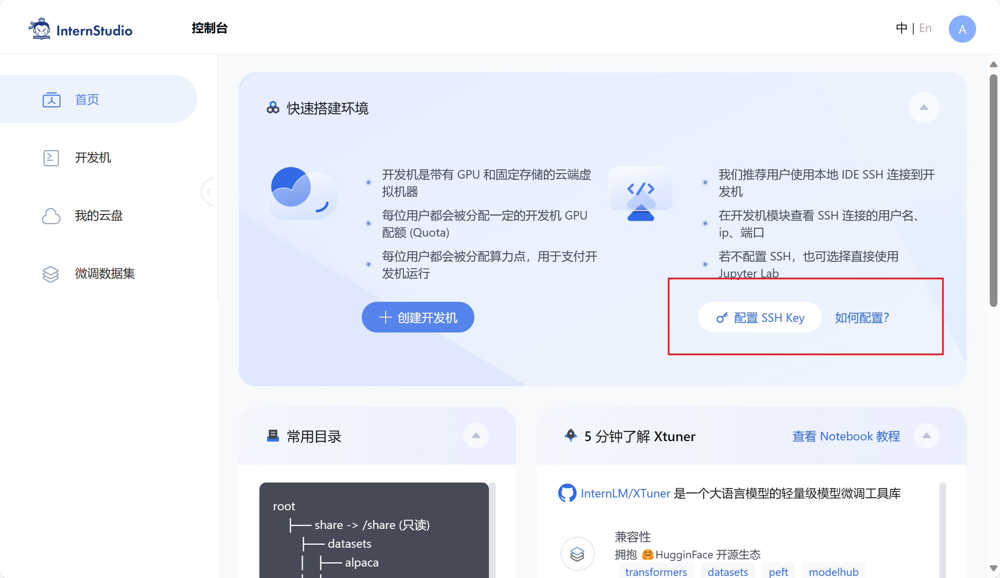 InternStudio
控制台
中 | En
A
首页
开发机
我的云盘
微调数据集
快速搭建环境
开发机是带有 GPU 和固定存储的云端虚
拟机器
每位用户都会被分配一定的开发机 GPU
配额 (Quota)
每位用户都会被分配算力点，用于支付开
发机运行
创建开发机
我们推荐用户使用本地 IDE SSH 连接到开
发机
在开发机模块查看 SSH 连接的用户名、
ip、端口
若不配置 SSH，也可选择直接使用
Jupyter Lab
配置 SSH Key
如何配置?
常用目录
root
├── share -> /share (只读)
├── datasets
│ ├── alpaca
5 分钟了解 Xtuner
查看 Notebook 教程
InternLM/XTuner 是一个大语言模型的轻量级模型微调工具库
兼容性
拥抱 🤗 HugginFace 开源生态
transformers datasets peft modelhub